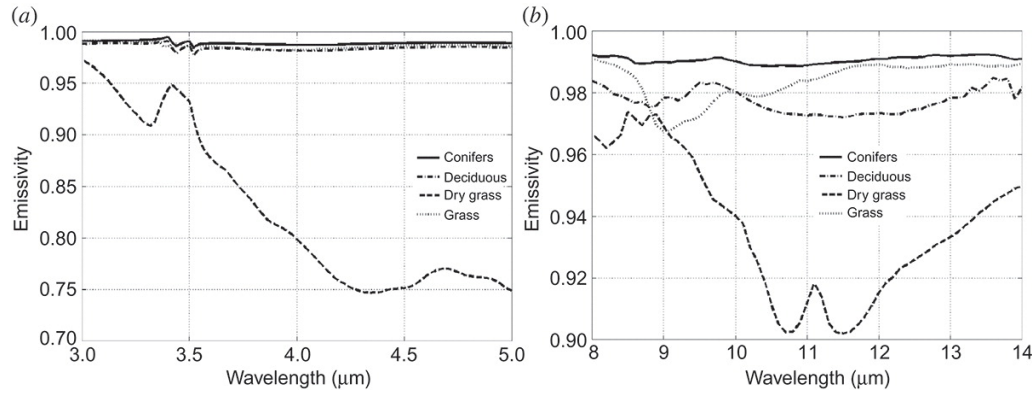 (a)
1.00
0.95
0.90
0.85
0.80
0.75
0.70
Emissivity
3.0 3.5 4.0 4.5 5.0
Wavelength (μm)
Conifers
Deciduous
Dry grass
Grass
(b)
1.00
0.98
0.96
0.94
0.92
0.90
Emissivity
8 9 10 11 12 13 14
Wavelength (μm)
Conifers
Deciduous
Dry grass
Grass